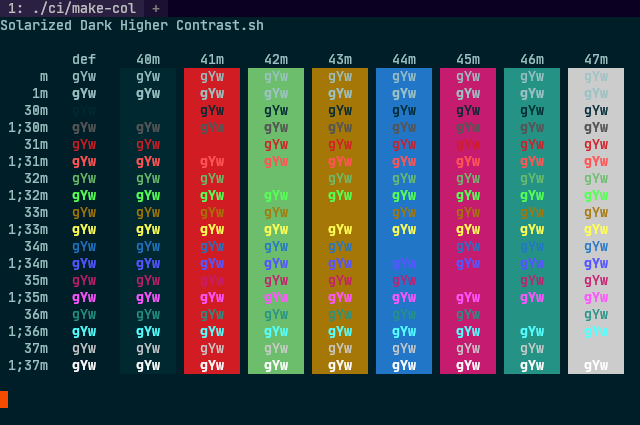 1: ./ci/make-col +
Solarized Dark Higher Contrast.sh
def 40m 41m 42m 43m 44m 45m 46m 47m
m gYw gYw gYw gYw gYw gYw gYw gYw gYw
1m gYw gYw gYw gYw gYw gYw gYw gYw gYw
30m gYw gYw gYw gYw gYw gYw gYw
1;30m gYw gYw gYw gYw gYw gYw gYw gYw gYw
31m gYw gYw gYw gYw gYw gYw gYw gYw
1;31m gYw gYw gYw gYw gYw gYw gYw gYw gYw
32m gYw gYw gYw gYw gYw gYw gYw gYw
1;32m gYw gYw gYw gYw gYw gYw gYw gYw gYw
33m gYw gYw gYw gYw gYw gYw gYw gYw
1;33m gYw gYw gYw gYw gYw gYw gYw gYw gYw
34m gYw gYw gYw gYw gYw gYw gYw gYw
1;34m gYw gYw gYw gYw gYw gYw gYw gYw gYw
35m gYw gYw gYw gYw gYw gYw gYw gYw
1;35m gYw gYw gYw gYw gYw gYw gYw gYw gYw
36m gYw gYw gYw gYw gYw gYw gYw gYw
1;36m gYw gYw gYw gYw gYw gYw gYw gYw gYw
37m gYw gYw gYw gYw gYw gYw gYw gYw
1;37m gYw gYw gYw gYw gYw gYw gYw gYw gYw